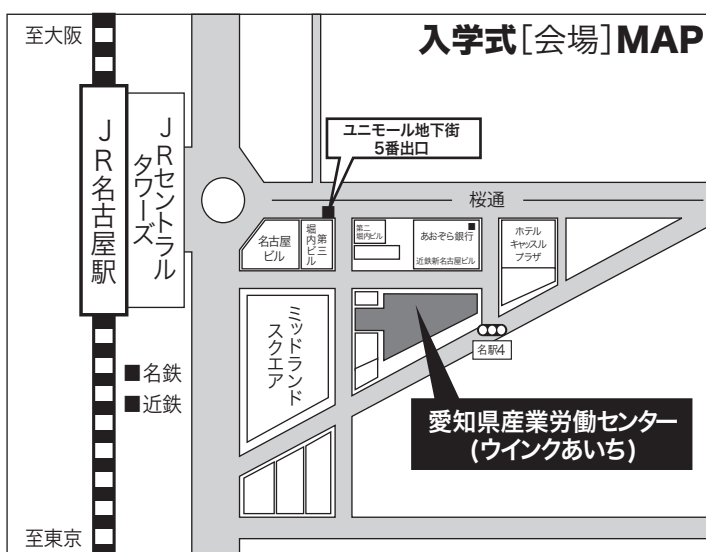 至大阪
入学式[会場]MAP
JR名古屋駅
JRセントラル
タワーズ
ユニモール地下街
5番出口
桜通
名古屋
ビル
第三
堀内ビル
第二
堀内ビル
あおぞら銀行
近鉄新名古屋ビル
ホテル
キャッスル
プラザ
ミッドランド
スクエア
名駅4
■名鉄
■近鉄
愛知県産業労働センター
(ウインクあいち)
至東京